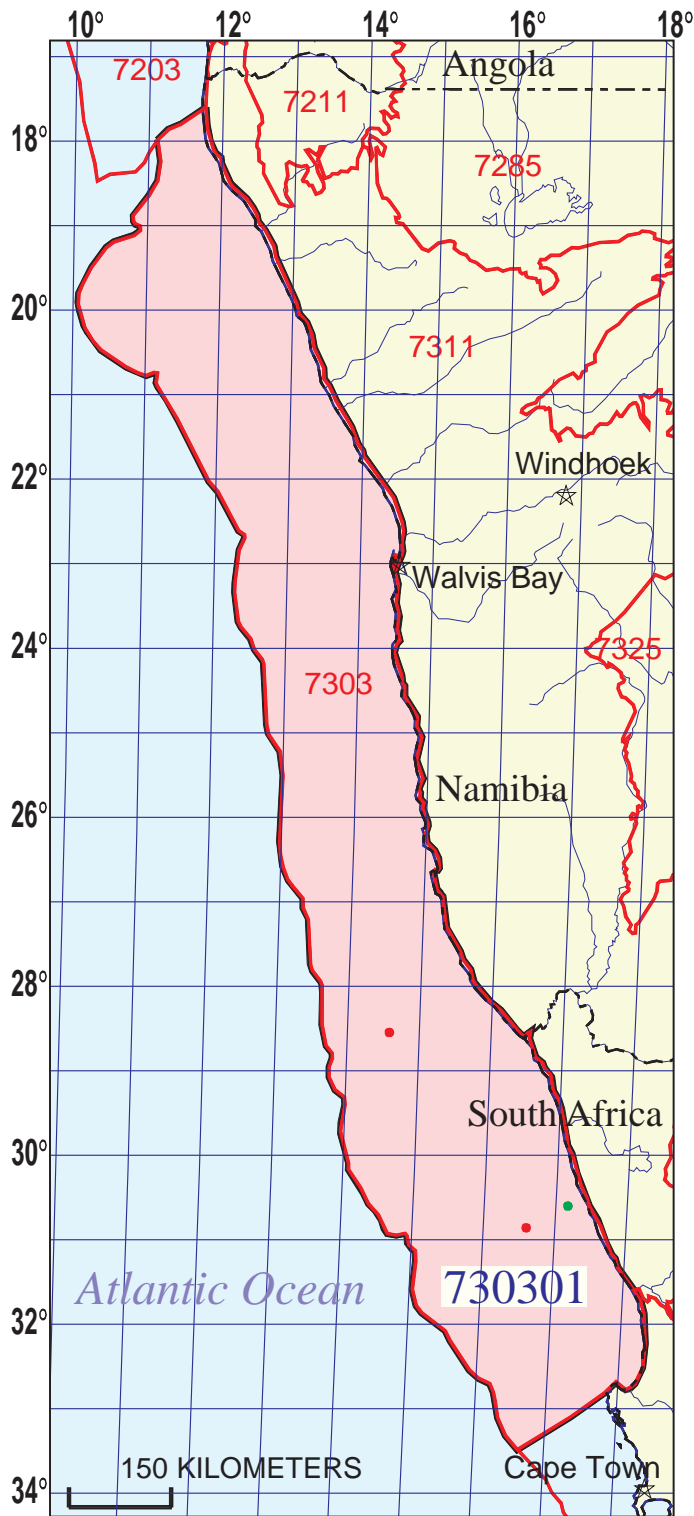 10° 12° 14° 16° 18°
Angola
7203
7211
18°
7285
20°
7311
22°
Windhoek
Walvis Bay
24°
7325
7303
Namibia
26°
28°
South Africa
30°
Atlantic Ocean
730301
32°
150 KILOMETERS
Cape Town
34°